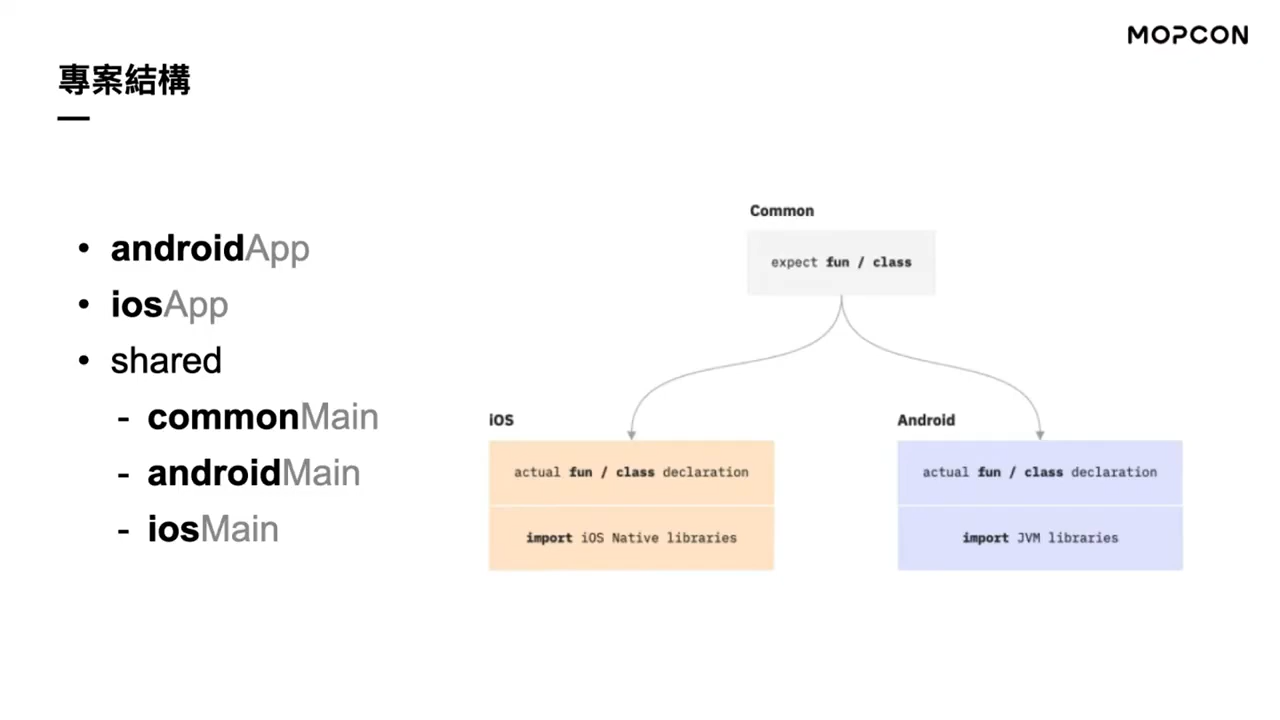 MOPCON
專案結構
• androidApp
• iosApp
• shared
- commonMain
- androidMain
- iosMain
Common
expect fun / class
iOS
actual fun / class declaration
import iOS Native libraries
Android
actual fun / class declaration
import JVM libraries